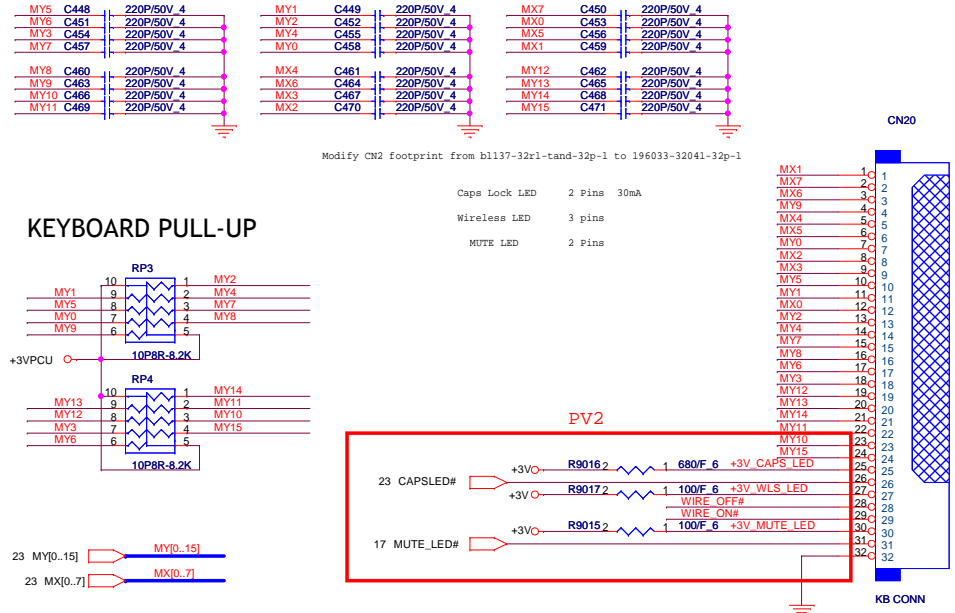 MY5 C448 220P/50V_4 MY1 C449 220P/50V_4 MX7 C450 220P/50V_4
MY6 C451 220P/50V_4 MY2 C452 220P/50V_4 MX0 C453 220P/50V_4
MY3 C454 220P/50V_4 MY4 C455 220P/50V_4 MX5 C456 220P/50V_4
MY7 C457 220P/50V_4 MY0 C458 220P/50V_4 MX1 C459 220P/50V_4
MY8 C460 220P/50V_4 MX4 C461 220P/50V_4 MY12 C462 220P/50V_4
MY9 C463 220P/50V_4 MX6 C464 220P/50V_4 MY13 C465 220P/50V_4
MY10 C466 220P/50V_4 MX3 C467 220P/50V_4 MY14 C468 220P/50V_4
MY11 C469 220P/50V_4 MX2 C470 220P/50V_4 MY15 C471 220P/50V_4
Modify CN2 footprint from bl137-32rl-tand-32p-l to 196033-32041-32p-l
Caps Lock LED 2 Pins 30mA
Wireless LED 3 pins
MUTE LED 2 Pins
KEYBOARD PULL-UP
RP3
10 1 MY2
MY1 9 2 MY4
MY5 8 3 MY7
MY0 7 4 MY8
MY9 6 5
+3VPCU
10P8R-8.2K
RP4
10 1 MY14
MY13 9 2 MY11
MY12 8 3 MY10
MY3 7 4 MY15
MY6 6 5
10P8R-8.2K
23 MY[0..15] MY[0..15]
23 MX[0..7] MX[0..7]
CN20
MX1 1 1
MX7 2 2
MX6 3 3
MY9 4 4
MX4 5 5
MX5 6 6
MY0 7 7
MX2 8 8
MX3 9 9
MY5 10 10
MY1 11 11
MX0 12 12
MY2 13 13
MY4 14 14
MY7 15 15
MY8 16 16
MY6 17 17
MY3 18 18
MY12 19 19
MY13 20 20
MY14 21 21
MY11 22 22
MY10 23 23
MY15 24 24
PV2
+3V R9016 2 1 680/F_6 +3V_CAPS_LED 25 25
23 CAPSLED# 26 26
+3V R9017 2 1 100/F_6 +3V_WLS_LED 27 27
WIRE_OFF# 28 28
WIRE_ON# 29 29
+3V R9015 2 1 100/F_6 +3V_MUTE_LED 30 30
17 MUTE_LED# 31 31
32 32
KB CONN